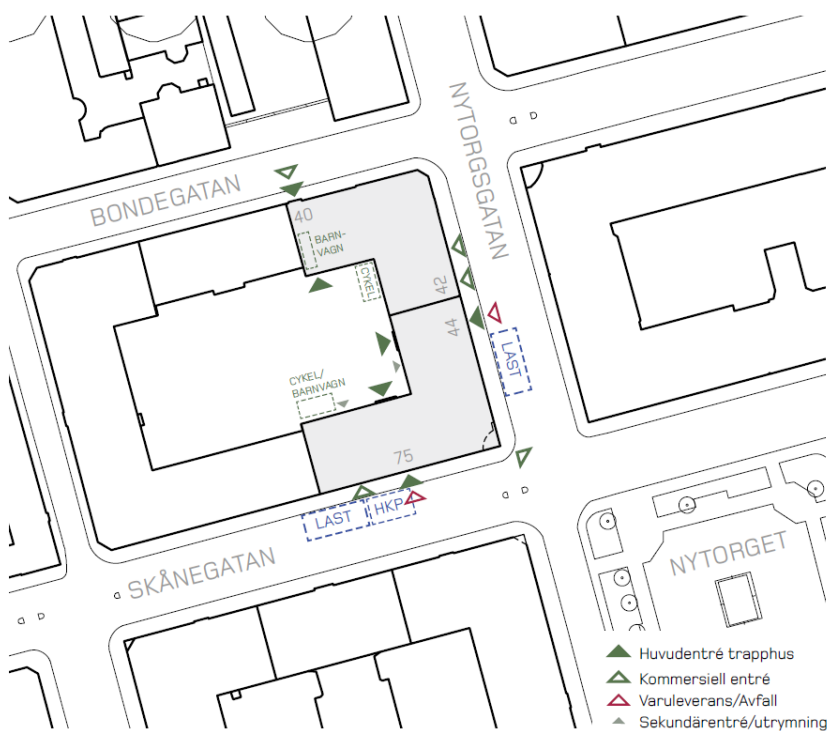 BONDEGATAN
NYTORGSGATAN
40
BARN-
VAGN
CYKEL
42
44
LAST
CYKEL/
BARNVAGN
75
LAST
HKP
SKÅNEGATAN
NYTORGET
Huvudentré trapphus
Kommersiell entré
Varuleverans/Avfall
Sekundärentré/utrymning